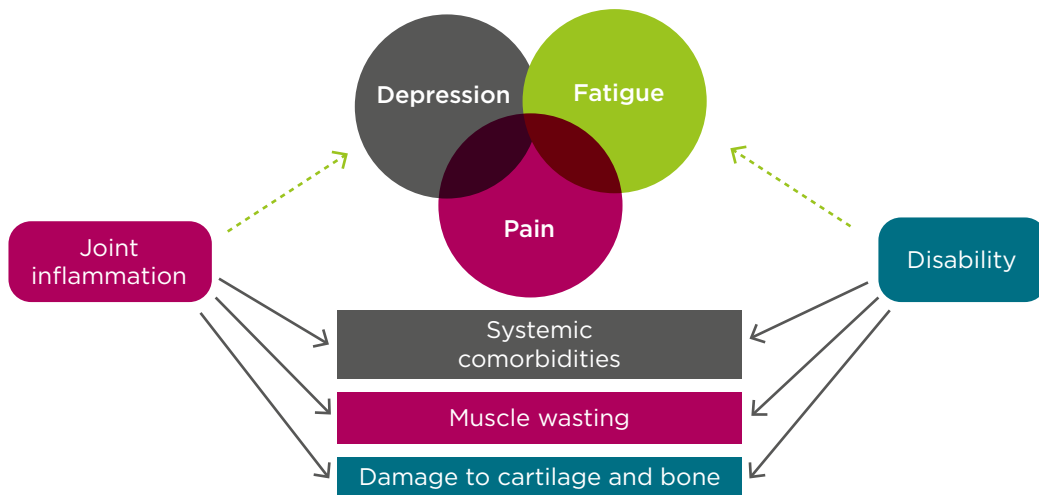 Depression
Fatigue
Pain
Joint
inflammation
Disability
Systemic
comorbidities
Muscle wasting
Damage to cartilage and bone